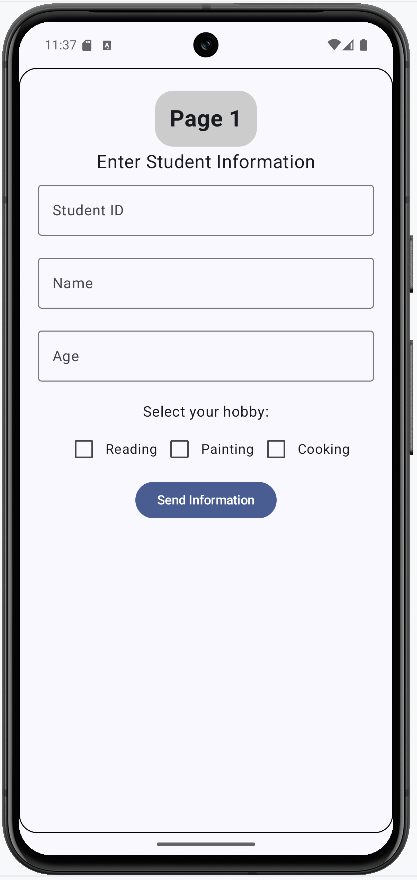 11:37
Page 1
Enter Student Information
Student ID
Name
Age
Select your hobby:
Reading Painting Cooking
Send Information